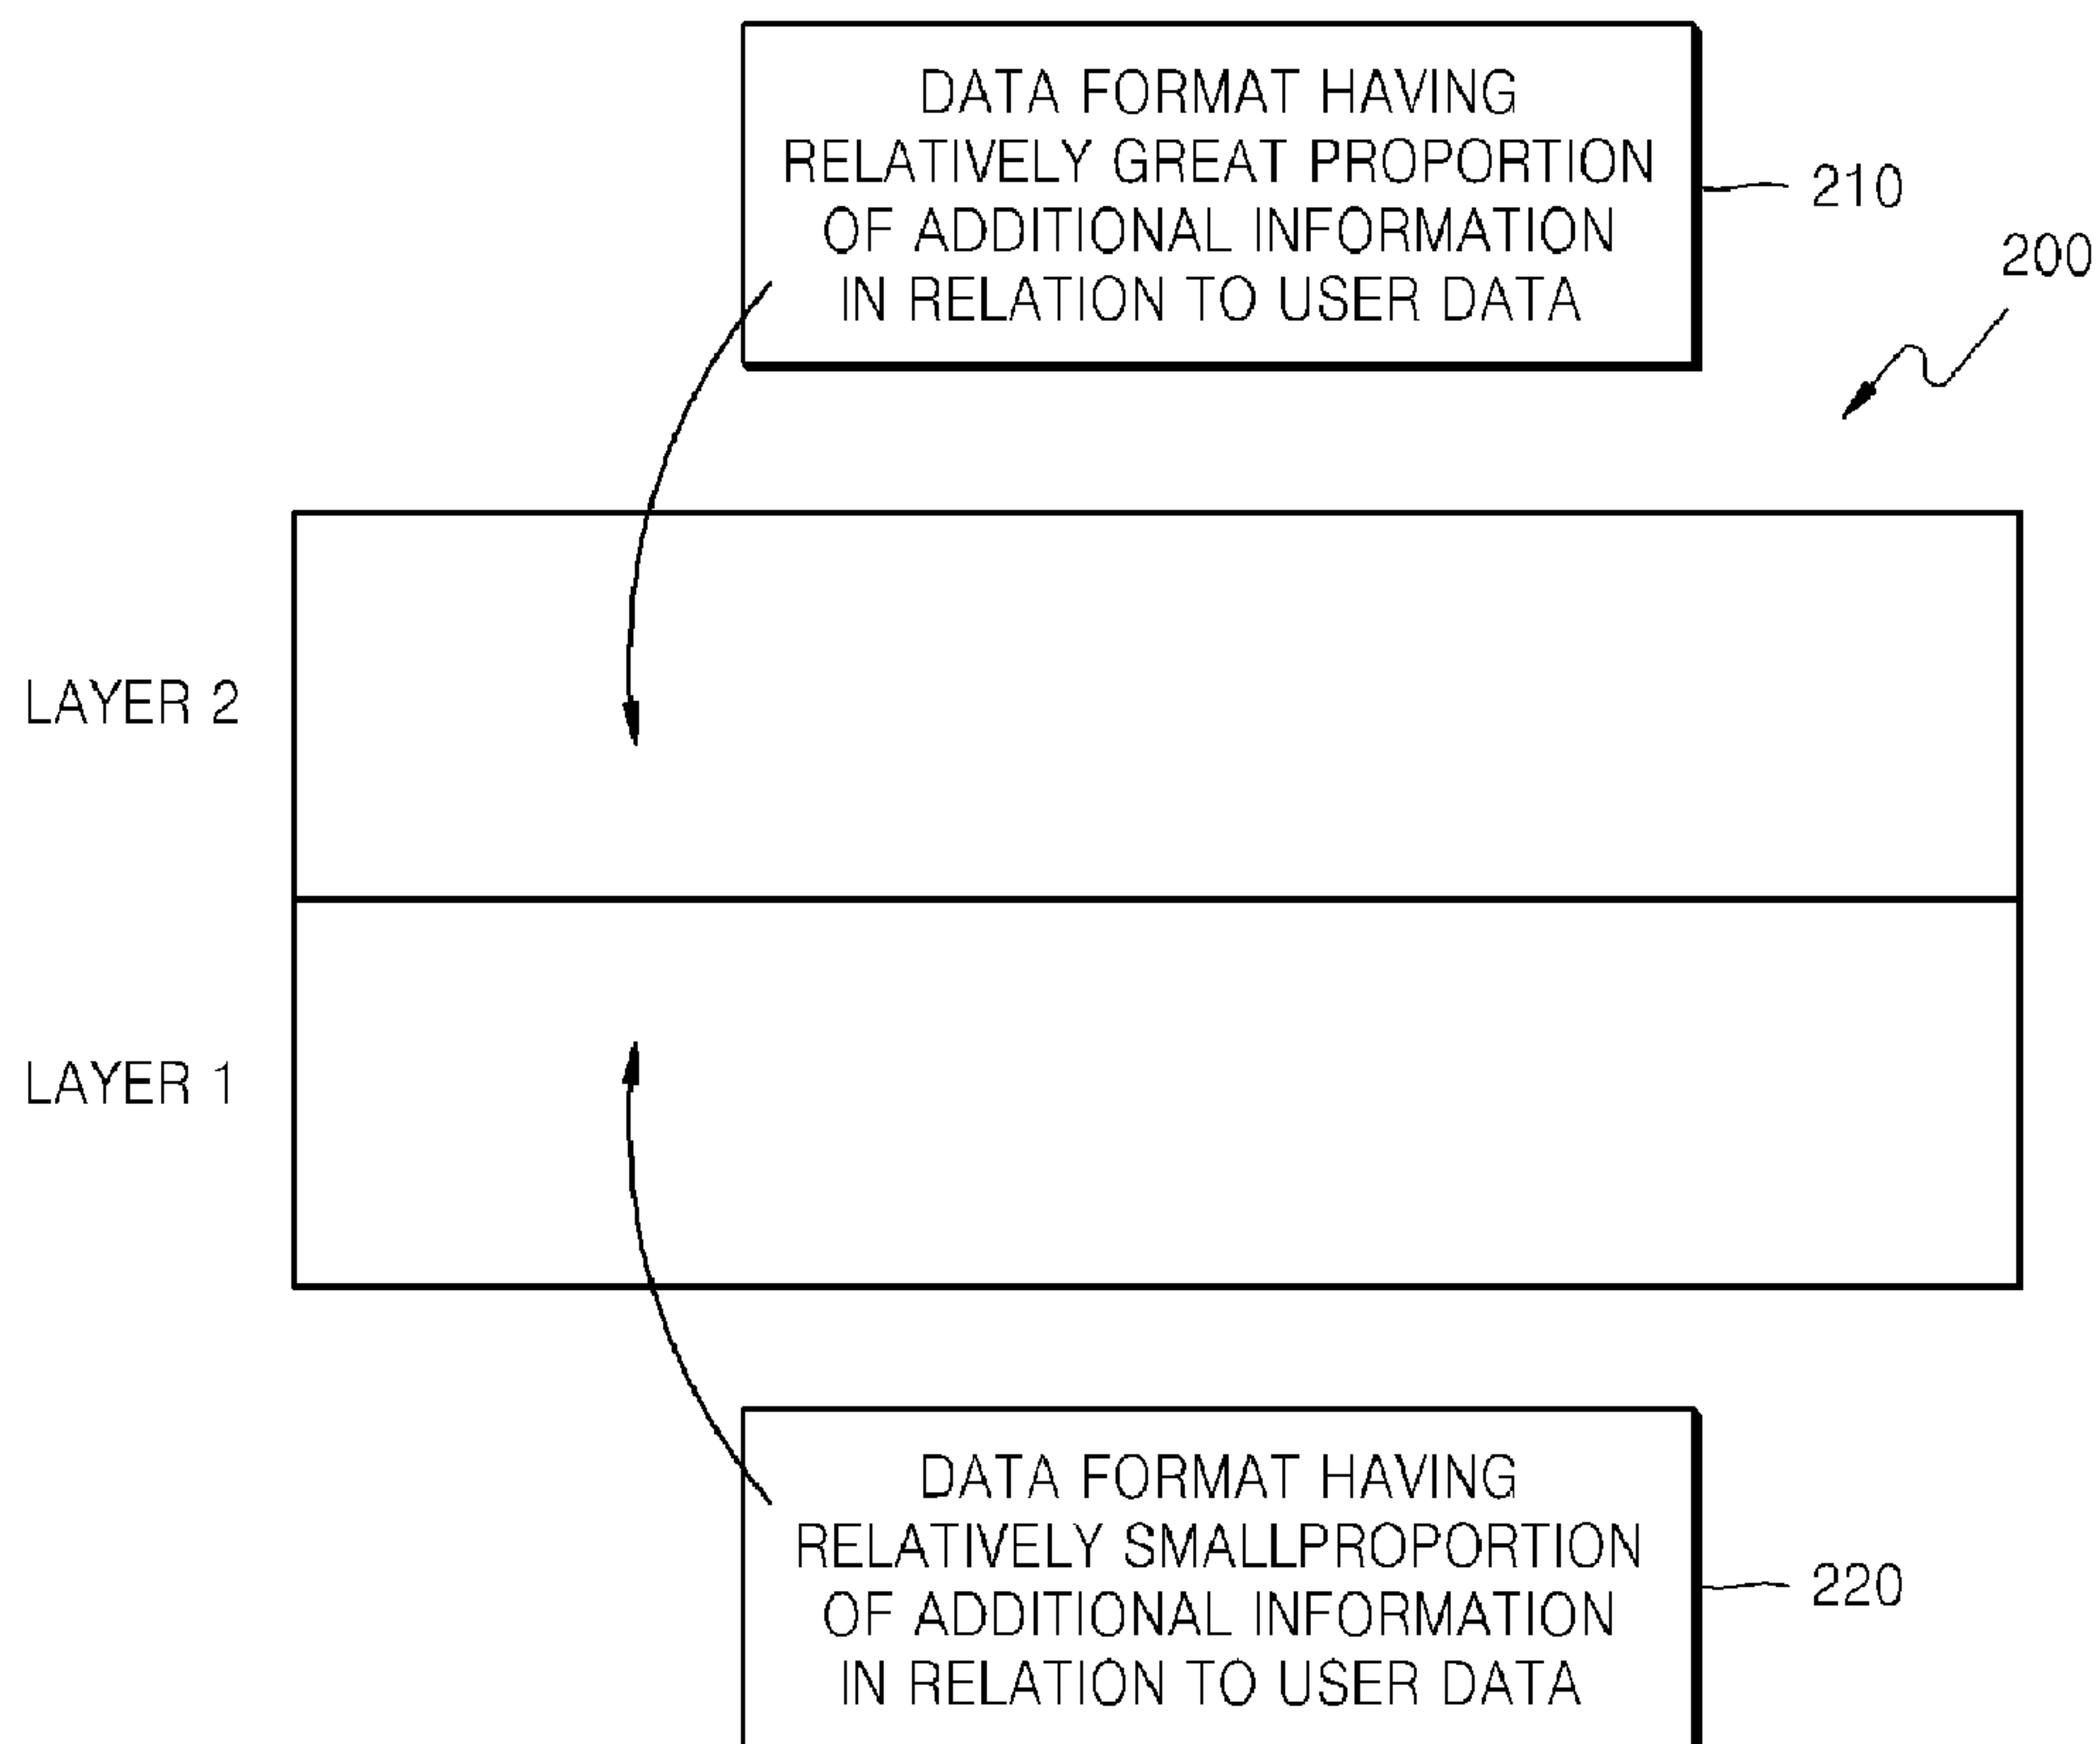 DATA FORMAT HAVING
RELATIVELY GREAT PROPORTION
OF ADDITIONAL INFORMATION
IN RELATION TO USER DATA
210
200
LAYER 2
LAYER 1
DATA FORMAT HAVING
RELATIVELY SMALLPROPORTION
OF ADDITIONAL INFORMATION
IN RELATION TO USER DATA
220